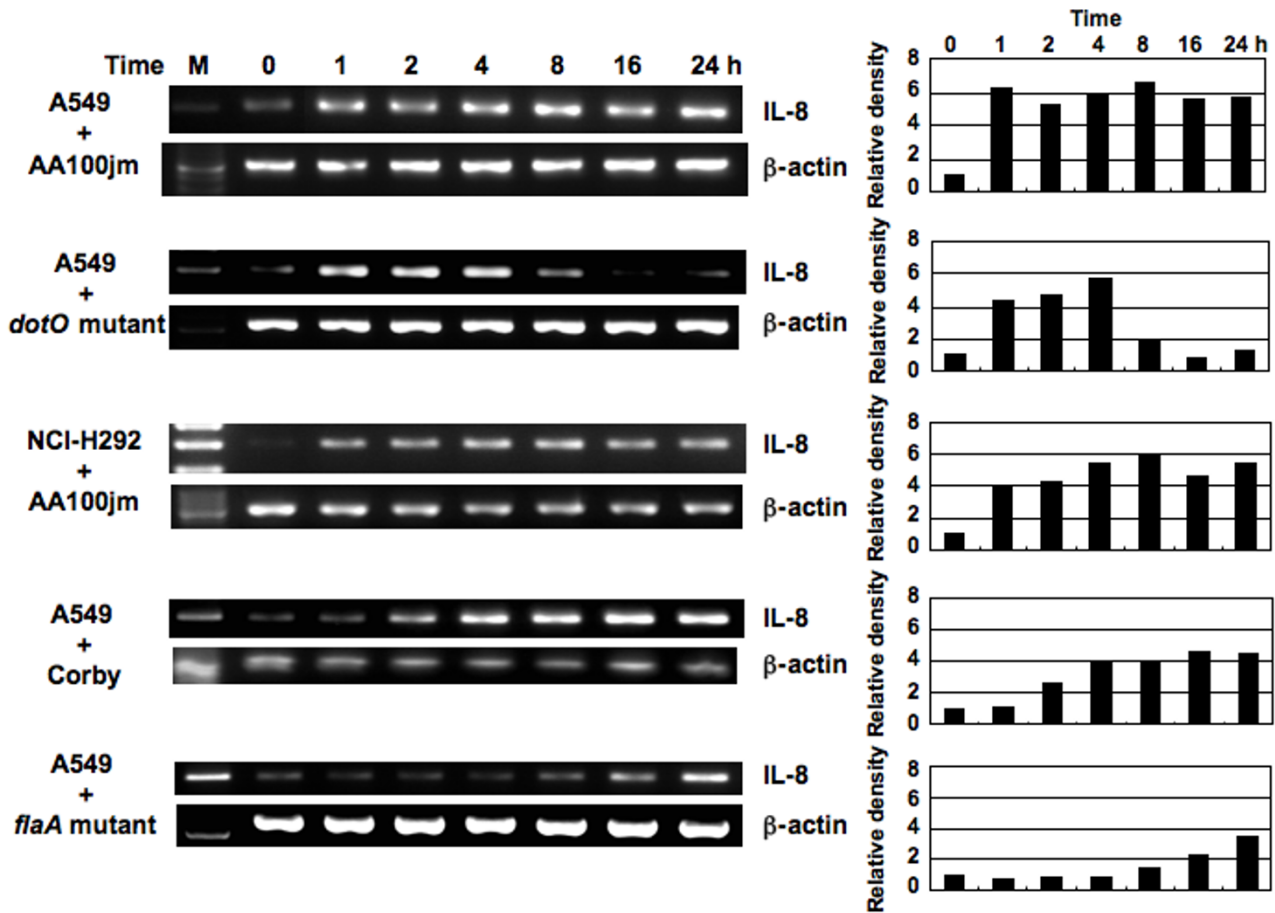 Time
0 1 2 4 8 16 24 h
Time M 0 1 2 4 8 16 24 h
A549
+
AA100jm
IL-8
β-actin
Relative density
8
6
4
2
0
A549
+
dotO mutant
IL-8
β-actin
Relative density
8
6
4
2
0
NCI-H292
+
AA100jm
IL-8
β-actin
Relative density
8
6
4
2
0
A549
+
Corby
IL-8
β-actin
Relative density
8
6
4
2
0
A549
+
flaA mutant
IL-8
β-actin
Relative density
8
6
4
2
0